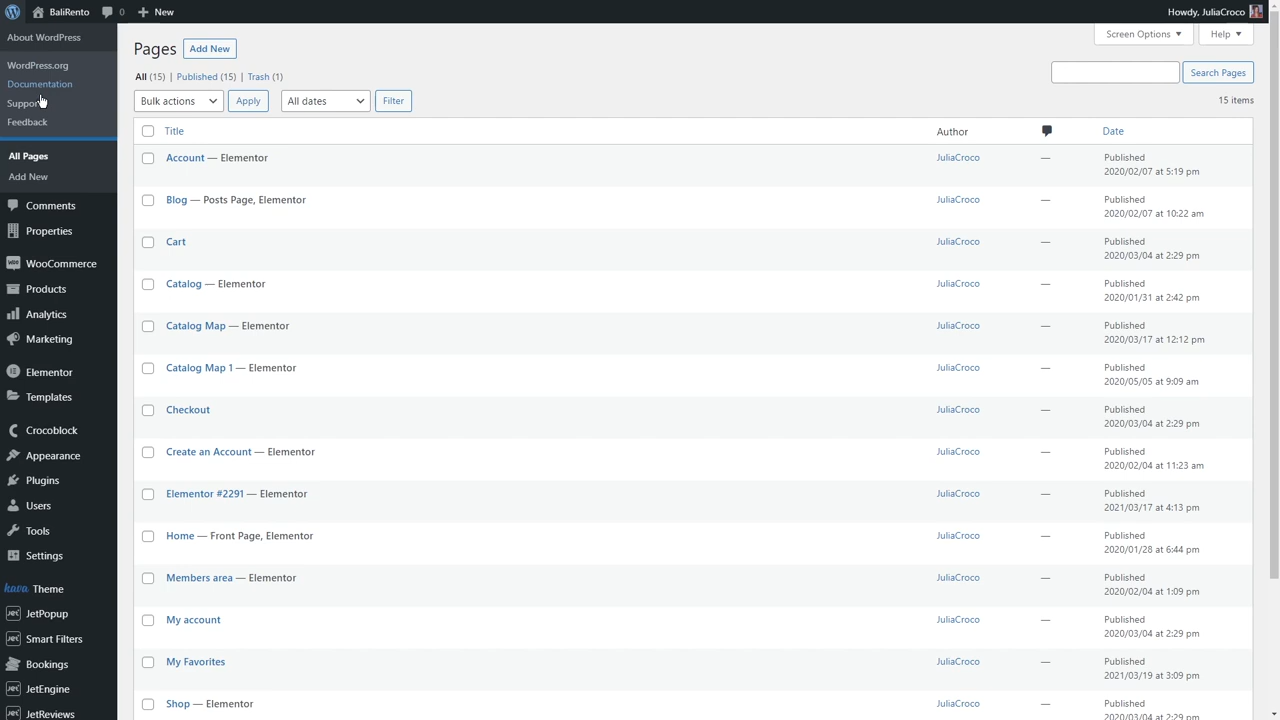 BaliRento
0
New
Howdy, JuliaCroco
About WordPress
WordPress.org
Documentation
Feedback
All Pages
Add New
Comments
Properties
WooCommerce
Products
Analytics
Marketing
Elementor
Templates
Crocoblock
Appearance
Plugins
Users
Tools
Settings
kava Theme
JetPopup
Smart Filters
Bookings
JetEngine
JetReviews
Screen Options
Help
Pages
Add New
All (15) | Published (15) | Trash (1)
Search Pages
Bulk actions
Apply
All dates
Filter
15 items
Title
Author
Date
Account — Elementor
JuliaCroco
—
Published
2020/02/07 at 5:19 pm
Blog — Posts Page, Elementor
JuliaCroco
—
Published
2020/02/07 at 10:22 am
Cart
JuliaCroco
—
Published
2020/03/04 at 2:29 pm
Catalog — Elementor
JuliaCroco
—
Published
2020/01/31 at 2:42 pm
Catalog Map — Elementor
JuliaCroco
—
Published
2020/03/17 at 12:12 pm
Catalog Map 1 — Elementor
JuliaCroco
—
Published
2020/05/05 at 9:09 am
Checkout
JuliaCroco
—
Published
2020/03/04 at 2:29 pm
Create an Account — Elementor
JuliaCroco
—
Published
2020/02/04 at 11:23 am
Elementor #2291 — Elementor
JuliaCroco
—
Published
2021/03/17 at 4:13 pm
Home — Front Page, Elementor
JuliaCroco
—
Published
2020/01/28 at 6:44 pm
Members area — Elementor
JuliaCroco
—
Published
2020/02/04 at 1:09 pm
My account
JuliaCroco
—
Published
2020/03/04 at 2:29 pm
My Favorites
JuliaCroco
—
Published
2021/03/19 at 3:09 pm
Shop — Elementor
JuliaCroco
—
Published
2020/03/04 at 2:29 pm